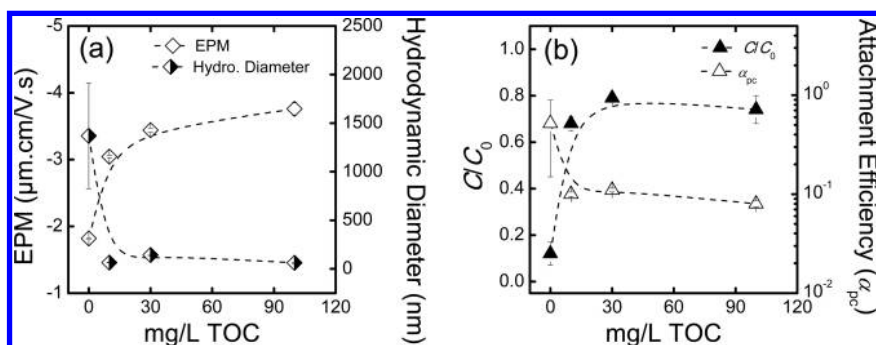 (a)
EPM
Hydro. Diameter
EPM (µm.cm/V.s)
-5
-4
-3
-2
-1
0 30 60 90 120
mg/L TOC
2500
2000
1500
1000
500
0
Hydrodynamic Diameter (nm)
(b)
C/C0
αpc
C/C0
1.0
0.8
0.6
0.4
0.2
0.0
0 30 60 90 120
mg/L TOC
10^0
10^-1
10^-2
Attachment Efficiency (αpc)